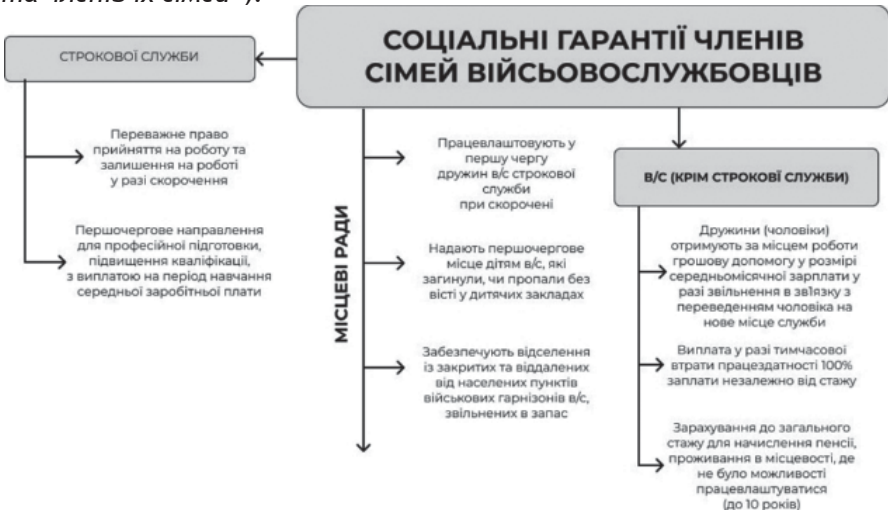 та членів їх сімей").
СОЦІАЛЬНІ ГАРАНТІЇ ЧЛЕНІВ
СІМЕЙ ВІЙСЬОВОСЛУЖБОВЦІВ
СТРОКОВОЇ СЛУЖБИ
Переважне право
прийняття на роботу та
залишення на роботі
у разі скорочення
Першочергове направлення
для професійної підготовки,
підвищення кваліфікації,
з виплатою на період навчання
середньої заробітньої плати
МІСЦЕВІ РАДИ
Працевлаштовують у
першу чергу
дружин в/с строкової
служби
при скорочені
Надають першочергове
місце дітям в/с, які
загинули, чи пропали без
вісті у дитячих закладах
Забезпечують відселення
із закритих та віддалених
від населених пунктів
військових гарнізонів в/с,
звільнених в запас
В/С (КРІМ СТРОКОВЇ СЛУЖБИ)
Дружини (чоловіки)
отримують за місцем роботи
грошову допомогу у розмірі
середньомісячної зарплати у
разі звільнення в зв1язку з
переведенням чоловіка на
нове місце служби
Виплата у разі тимчасової
втрати працездатності 100%
заплати незалежно від стажу
Зарахування до загального
стажу для начислення пенсії,
проживання в місцевості, де
не було можливості
працевлаштуватися
(до 10 років)